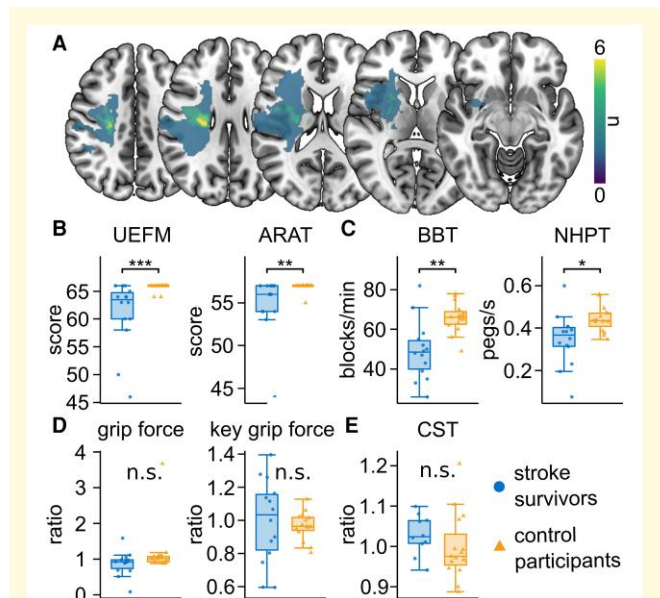 A
6
n
0
B
UEFM
ARAT
C
BBT
NHPT
***
**
**
*
score
65
60
55
50
45
score
55
50
45
blocks/min
80
60
40
pegs/s
0.6
0.4
0.2
D
grip force
key grip force
E
CST
n.s.
n.s.
n.s.
ratio
4
3
2
1
0
ratio
1.4
1.2
1.0
0.8
0.6
ratio
1.2
1.1
1.0
0.9
stroke
survivors
control
participants